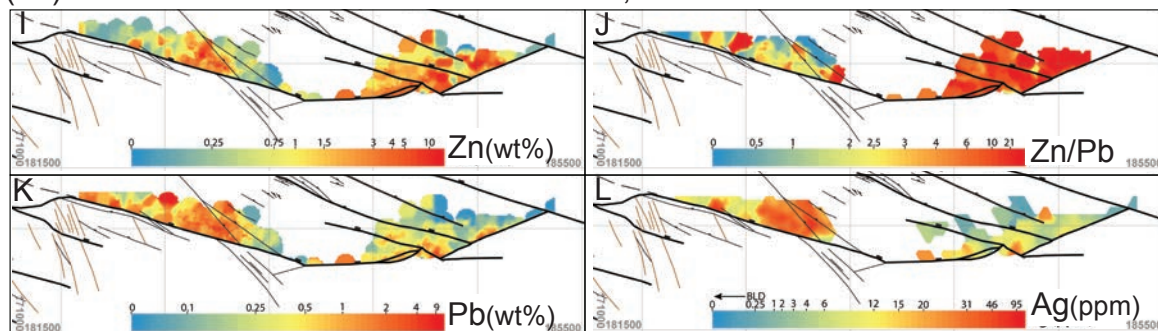 I
0 0,25 0,75 1 1,5 3 4 5 10 Zn(wt%)
771000
181500
J
0 0,5 1 2 2,5 3 4 6 10 21 Zn/Pb
185500
K
0 0,1 0,25 0,5 1 2 4 9 Pb(wt%)
771000
181500
L
BLD
0 0.25 1 2 3 4 6 12 15 20 31 46 95 Ag(ppm)
185500